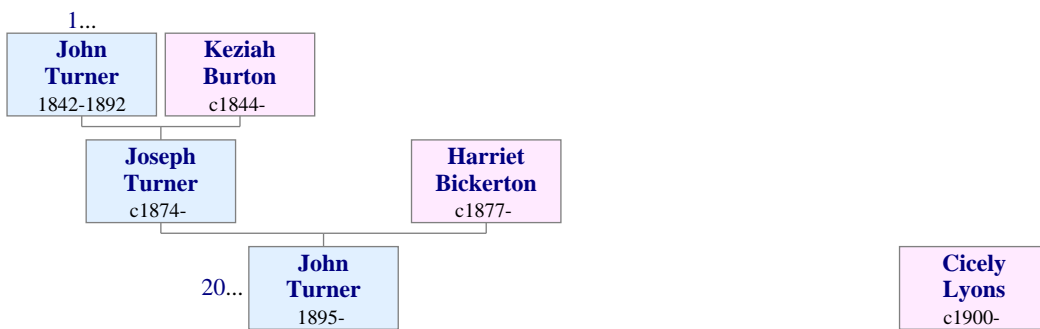 1...
John
Turner
1842-1892
Keziah
Burton
c1844-
Joseph
Turner
c1874-
Harriet
Bickerton
c1877-
20...
John
Turner
1895-
Cicely
Lyons
c1900-